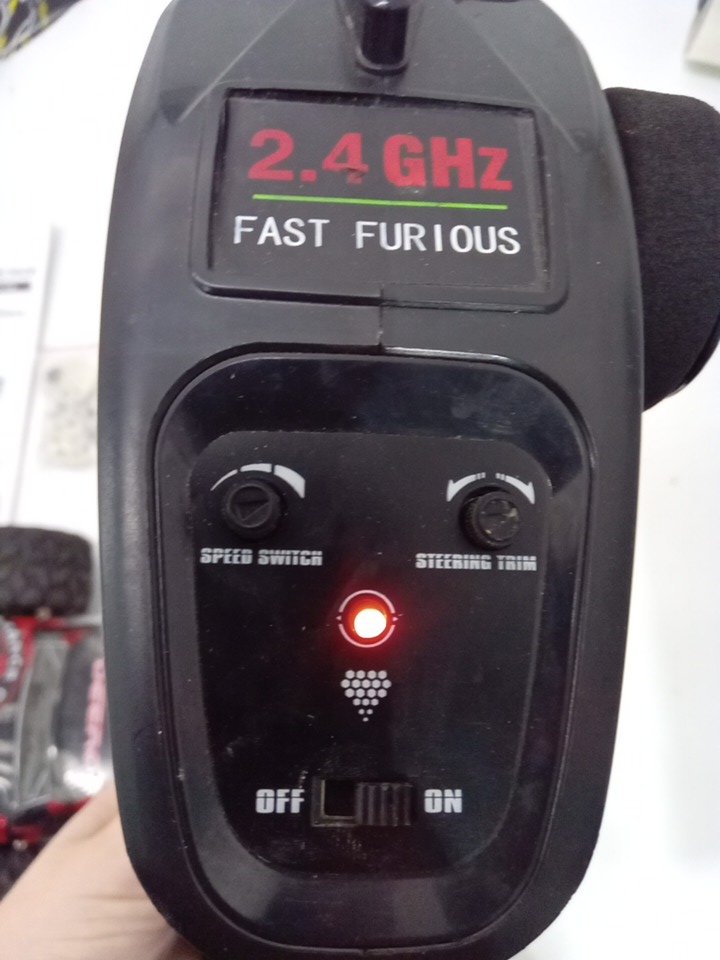 2.4 GHz
FAST FURIOUS
SPEED SWITCH
STEERING TRIM
OFF
ON